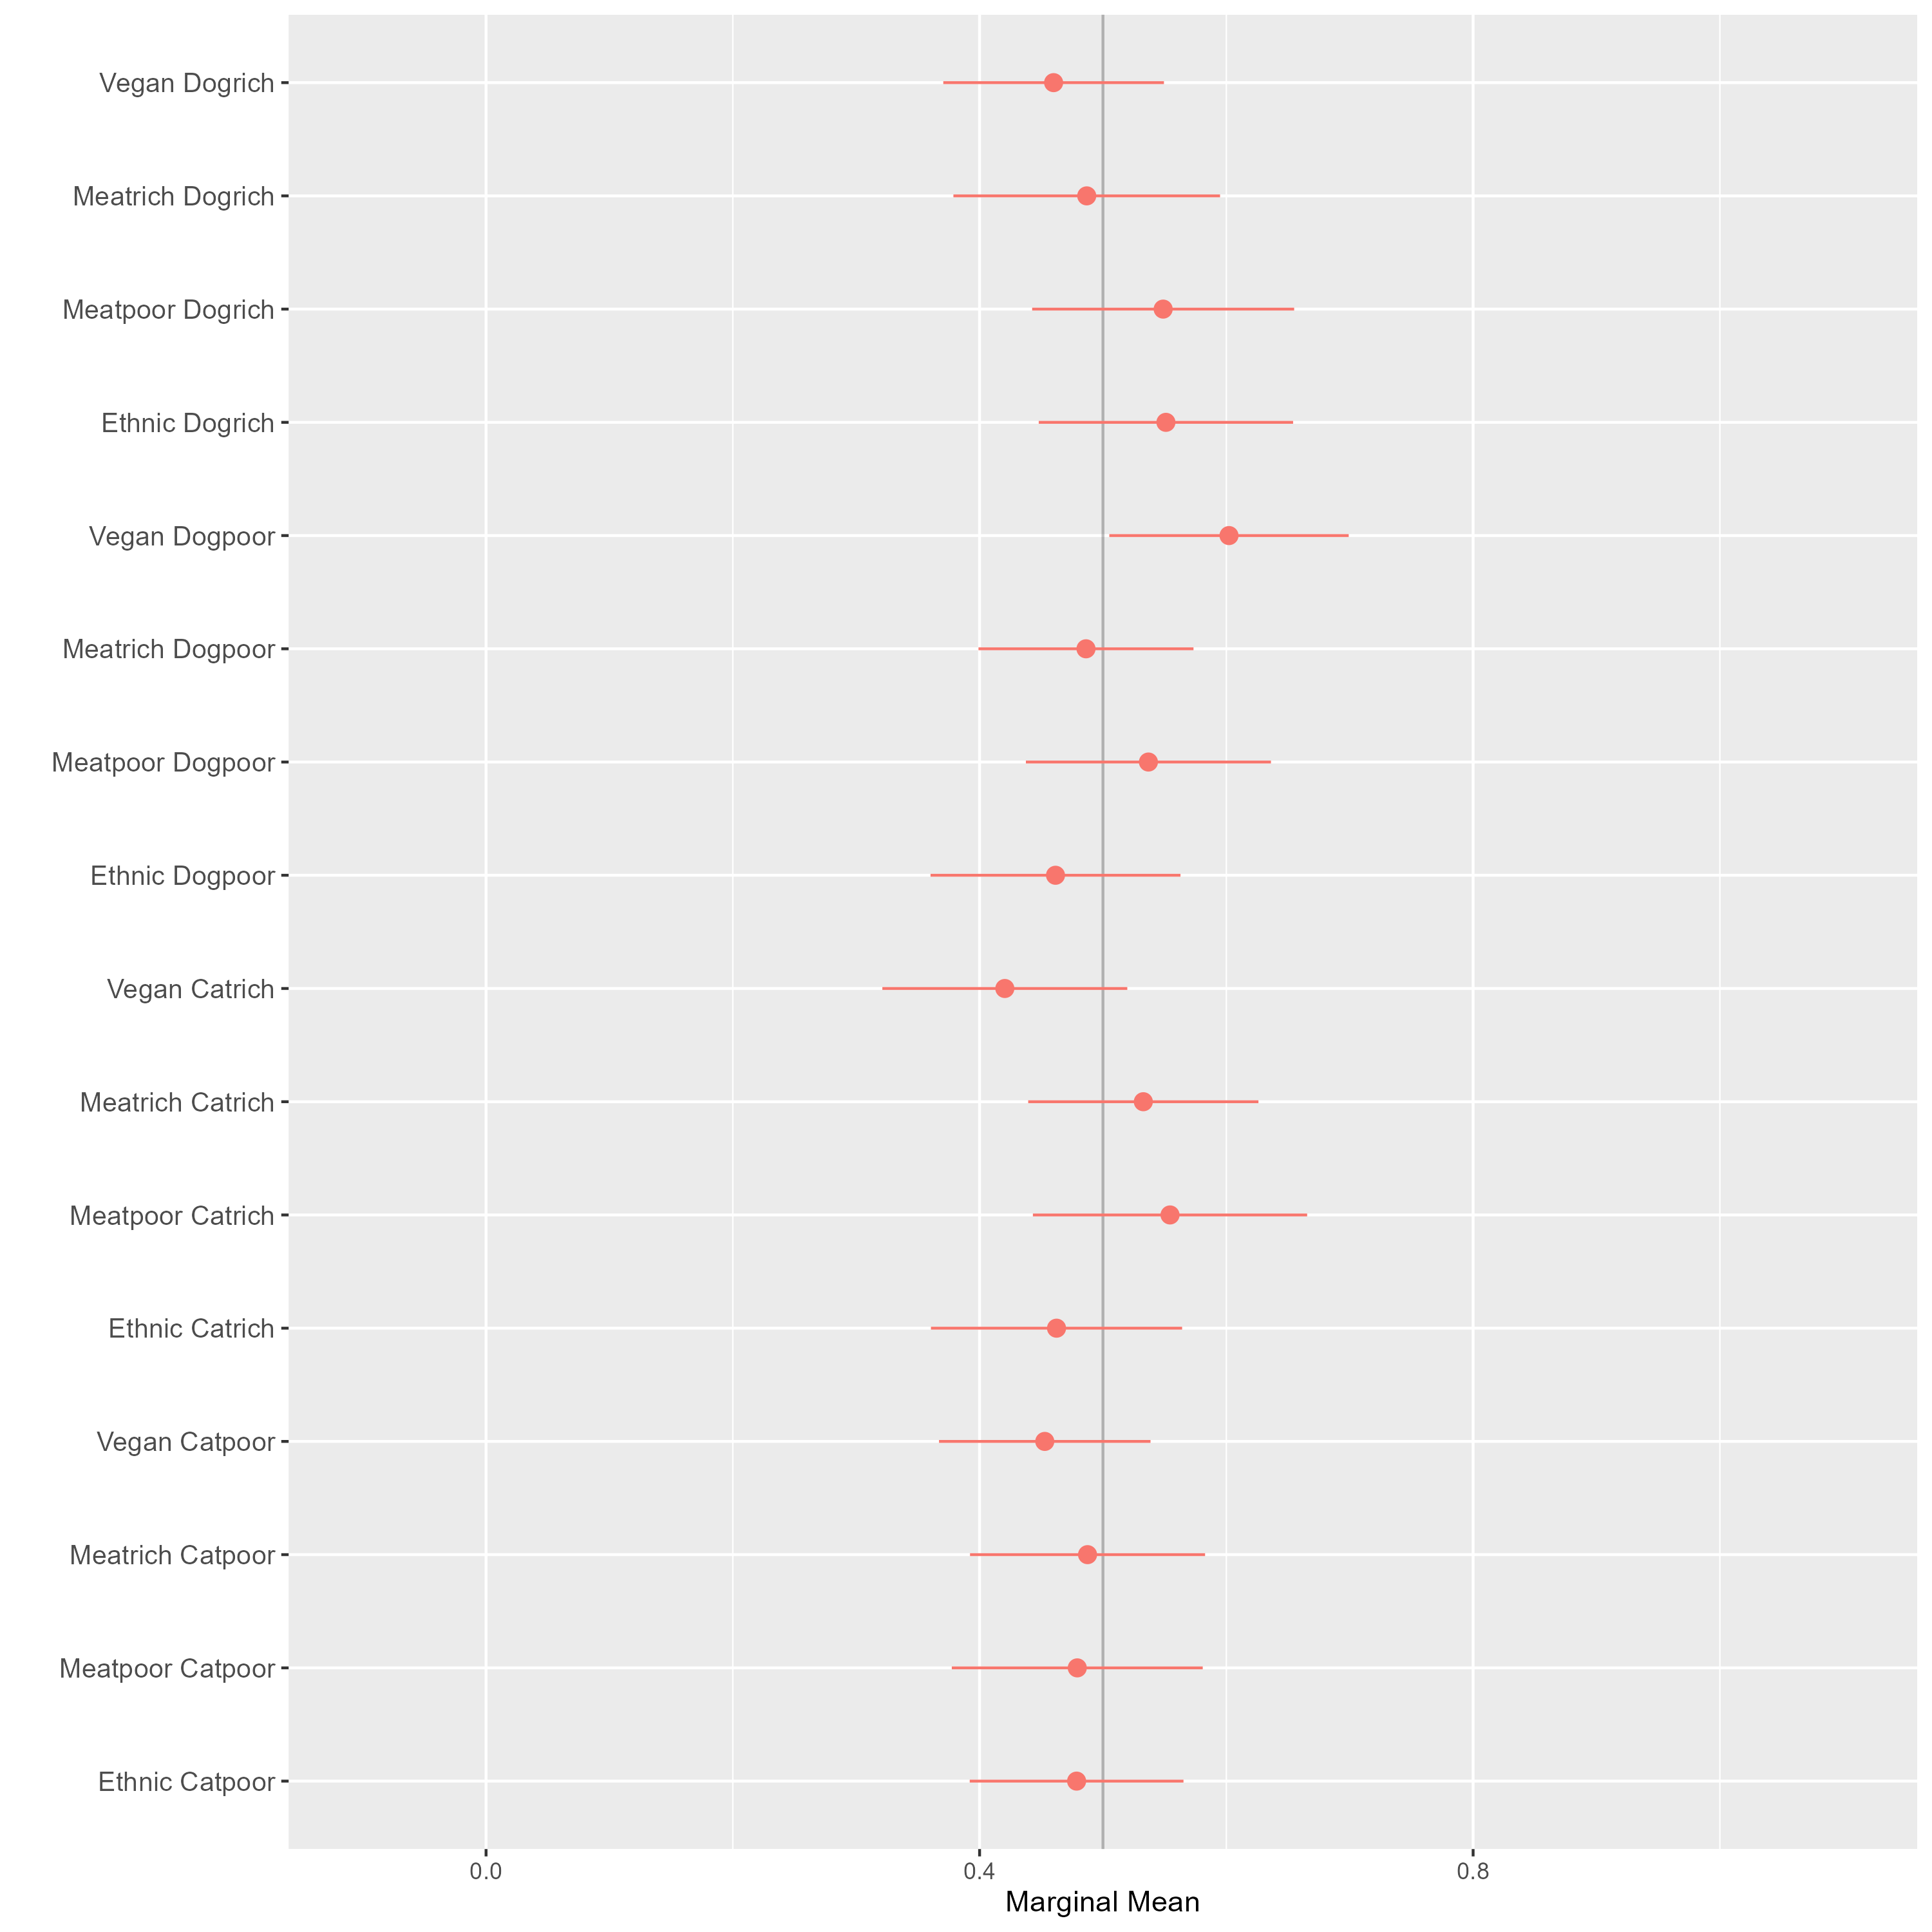 Vegan Dogrich
Meatrich Dogrich
Meatpoor Dogrich
Ethnic Dogrich
Vegan Dogpoor
Meatrich Dogpoor
Meatpoor Dogpoor
Ethnic Dogpoor
Vegan Catrich
Meatrich Catrich
Meatpoor Catrich
Ethnic Catrich
Vegan Catpoor
Meatrich Catpoor
Meatpoor Catpoor
Ethnic Catpoor
0.0 0.4 0.8
Marginal Mean